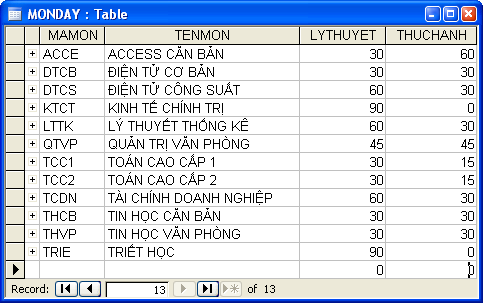 MONDAY : Table
MAMON TENMON LYTHUYET THUCHANH
+ ACCE ACCESS CĂN BẢN 30 60
+ DTCB ĐIỆN TỬ CƠ BẢN 30 30
+ DTCS ĐIỆN TỬ CÔNG SUẤT 60 30
+ KTCT KINH TẾ CHÍNH TRỊ 90 0
+ LTTK LÝ THUYẾT THỐNG KÊ 60 30
+ QTVP QUẢN TRỊ VĂN PHÒNG 45 45
+ TCC1 TOÁN CAO CẤP 1 30 15
+ TCC2 TOÁN CAO CẤP 2 30 15
+ TCDN TÀI CHÍNH DOANH NGHIỆP 60 30
+ THCB TIN HỌC CĂN BẢN 30 30
+ THVP TIN HỌC VĂN PHÒNG 30 30
+ TRIE TRIẾT HỌC 90 0
0 0
Record: 13 of 13